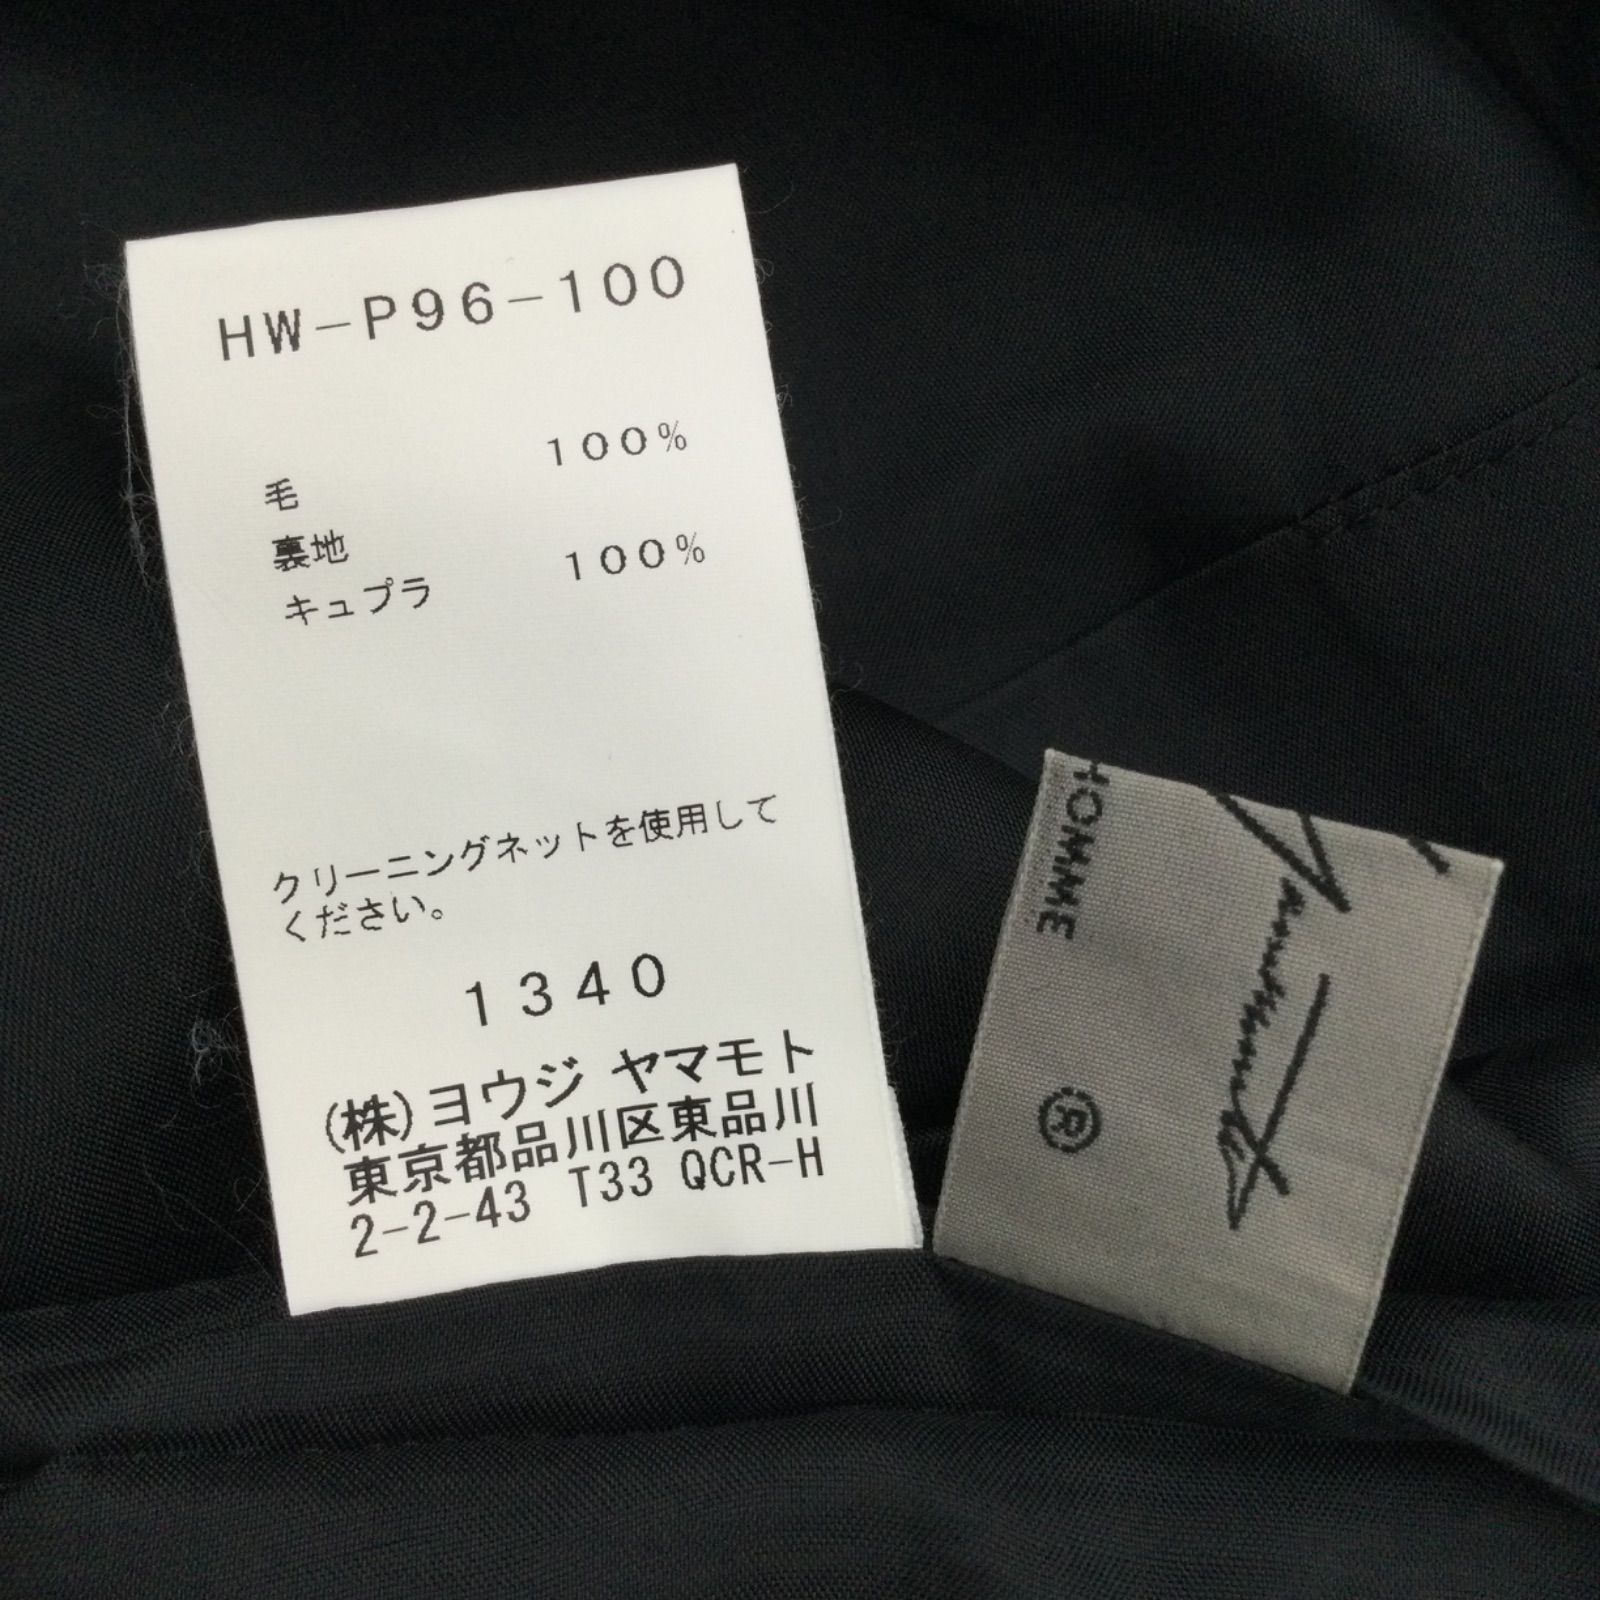 HW-P96-100
100%
毛
裏地
キュプラ 100%
クリーニングネットを使用して
ください。
1340
(株)ヨウジ ヤマモト
東京都品川区東品川
2-2-43 T33 QCR-H
HOMME
Yamamoto
®